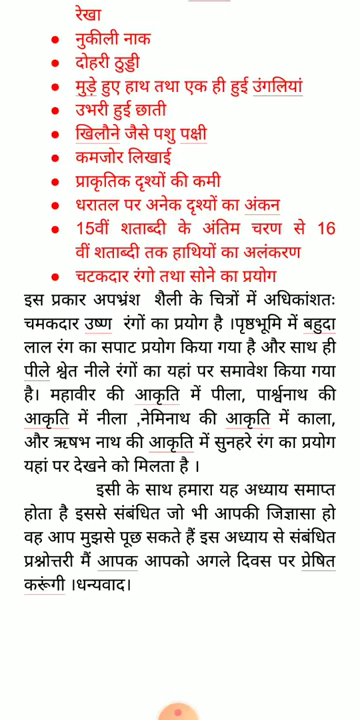 रेखा
● नुकीली नाक
● दोहरी ठुड्डी
● मुड़े हुए हाथ तथा एक ही हुई उंगलियां
● उभरी हुई छाती
● खिलौने जैसे पशु पक्षी
● कमजोर लिखाई
● प्राकृतिक दृश्यों की कमी
● धरातल पर अनेक दृश्यों का अंकन
● 15वीं शताब्दी के अंतिम चरण से 16
वीं शताब्दी तक हाथियों का अलंकरण
● चटकदार रंगो तथा सोने का प्रयोग
इस प्रकार अपभ्रंश शैली के चित्रों में अधिकांशतः
चमकदार उष्ण रंगों का प्रयोग है ।पृष्ठभूमि में बहुदा
लाल रंग का सपाट प्रयोग किया गया है और साथ ही
पीले श्वेत नीले रंगों का यहां पर समावेश किया गया
है। महावीर की आकृति में पीला, पार्श्वनाथ की
आकृति में नीला ,नेमिनाथ की आकृति में काला,
और ऋषभ नाथ की आकृति में सुनहरे रंग का प्रयोग
यहां पर देखने को मिलता है ।
इसी के साथ हमारा यह अध्याय समाप्त
होता है इससे संबंधित जो भी आपकी जिज्ञासा हो
वह आप मुझसे पूछ सकते हैं इस अध्याय से संबंधित
प्रश्नोत्तरी मैं आपक आपको अगले दिवस पर प्रेषित
करूंगी ।धन्यवाद।